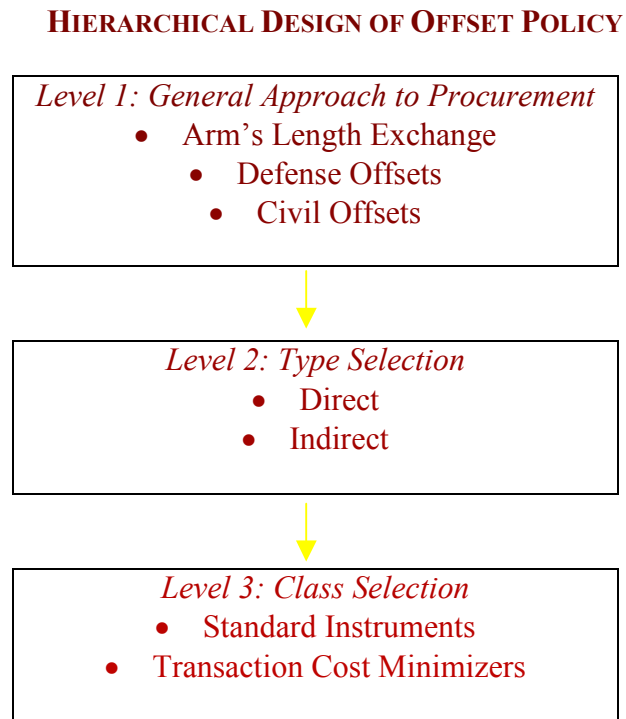 HIERARCHICAL DESIGN OF OFFSET POLICY
Level 1: General Approach to Procurement
• Arm's Length Exchange
• Defense Offsets
• Civil Offsets
Level 2: Type Selection
• Direct
• Indirect
Level 3: Class Selection
• Standard Instruments
• Transaction Cost Minimizers